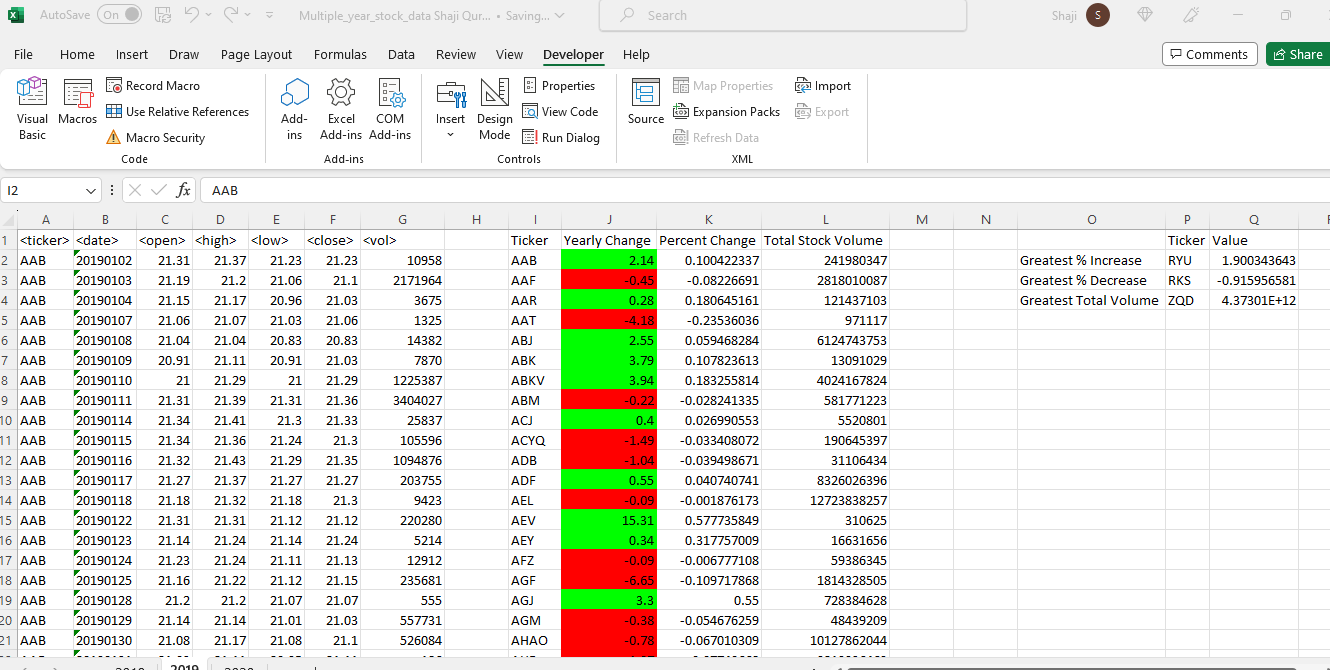 AutoSave On Multiple_year_stock_data Shaji Qur... • Saving... Search Shaji S
File Home Insert Draw Page Layout Formulas Data Review View Developer Help Comments Share
Visual Basic Macros Record Macro Use Relative References Macro Security Code
Add-ins Excel Add-ins COM Add-ins Add-ins
Insert Design Mode Properties View Code Run Dialog Controls
Source Map Properties Expansion Packs Refresh Data Import Export XML
I2 fx AAB
A B C D E F G H I J K L M N O P Q
1 <ticker> <date> <open> <high> <low> <close> <vol> Ticker Yearly Change Percent Change Total Stock Volume Ticker Value
2 AAB 20190102 21.31 21.37 21.23 21.23 10958 AAB 2.14 0.100422337 241980347 Greatest % Increase RYU 1.900343643
3 AAB 20190103 21.19 21.2 21.06 21.1 2171964 AAF -0.45 -0.08226691 2818010087 Greatest % Decrease RKS -0.915956581
4 AAB 20190104 21.15 21.17 20.96 21.03 3675 AAR 0.28 0.180645161 121437103 Greatest Total Volume ZQD 4.37301E+12
5 AAB 20190107 21.06 21.07 21.03 21.06 1325 AAT -4.18 -0.23536036 971117
6 AAB 20190108 21.04 21.04 20.83 20.83 14382 ABJ 2.55 0.059468284 6124743753
7 AAB 20190109 20.91 21.11 20.91 21.03 7870 ABK 3.79 0.107823613 13091029
8 AAB 20190110 21 21.29 21 21.29 1225387 ABKV 3.94 0.183255814 4024167824
9 AAB 20190111 21.31 21.39 21.31 21.36 3404027 ABM -0.22 -0.028241335 581771223
10 AAB 20190114 21.34 21.41 21.3 21.33 25837 ACJ 0.4 0.026990553 5520801
11 AAB 20190115 21.34 21.36 21.24 21.3 105596 ACYQ -1.49 -0.033408072 190645397
12 AAB 20190116 21.32 21.43 21.29 21.35 1094876 ADB -1.04 -0.039498671 31106434
13 AAB 20190117 21.27 21.37 21.27 21.27 203755 ADF 0.55 0.040740741 8326026396
14 AAB 20190118 21.18 21.32 21.18 21.3 9423 AEL -0.09 -0.001876173 12723838257
15 AAB 20190122 21.31 21.31 21.12 21.12 220280 AEV 15.31 0.577735849 310625
16 AAB 20190123 21.14 21.24 21.14 21.24 5214 AEY 0.34 0.317757009 16631656
17 AAB 20190124 21.23 21.24 21.11 21.13 12912 AFZ -0.09 -0.006777108 59386345
18 AAB 20190125 21.16 21.22 21.12 21.15 235681 AGF -6.65 -0.109717868 1814328505
19 AAB 20190128 21.2 21.2 21.07 21.07 555 AGJ 3.3 0.55 728384628
20 AAB 20190129 21.14 21.14 21.01 21.03 557731 AGM -0.38 -0.054676259 48439209
21 AAB 20190130 21.08 21.17 21.08 21.1 526084 AHAO -0.78 -0.067010309 10127862044
2019